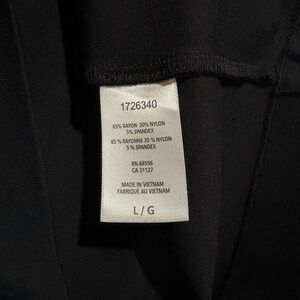 1726340
65% RAYON 30% NYLON
5% SPANDEX
65 % RAYONNE 30 % NYLON
5 % SPANDEX
RN 68596
CA 31127
MADE IN VIETNAM
FABRIQUÉ AU VIETNAM
L / G